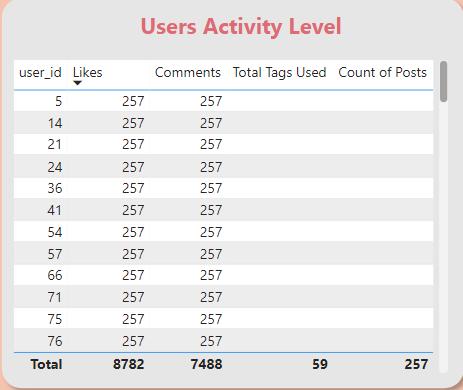 Users Activity Level
user_id Likes Comments Total Tags Used Count of Posts
5 257 257
14 257 257
21 257 257
24 257 257
36 257 257
41 257 257
54 257 257
57 257 257
66 257 257
71 257 257
75 257 257
76 257 257
Total 8782 7488 59 257